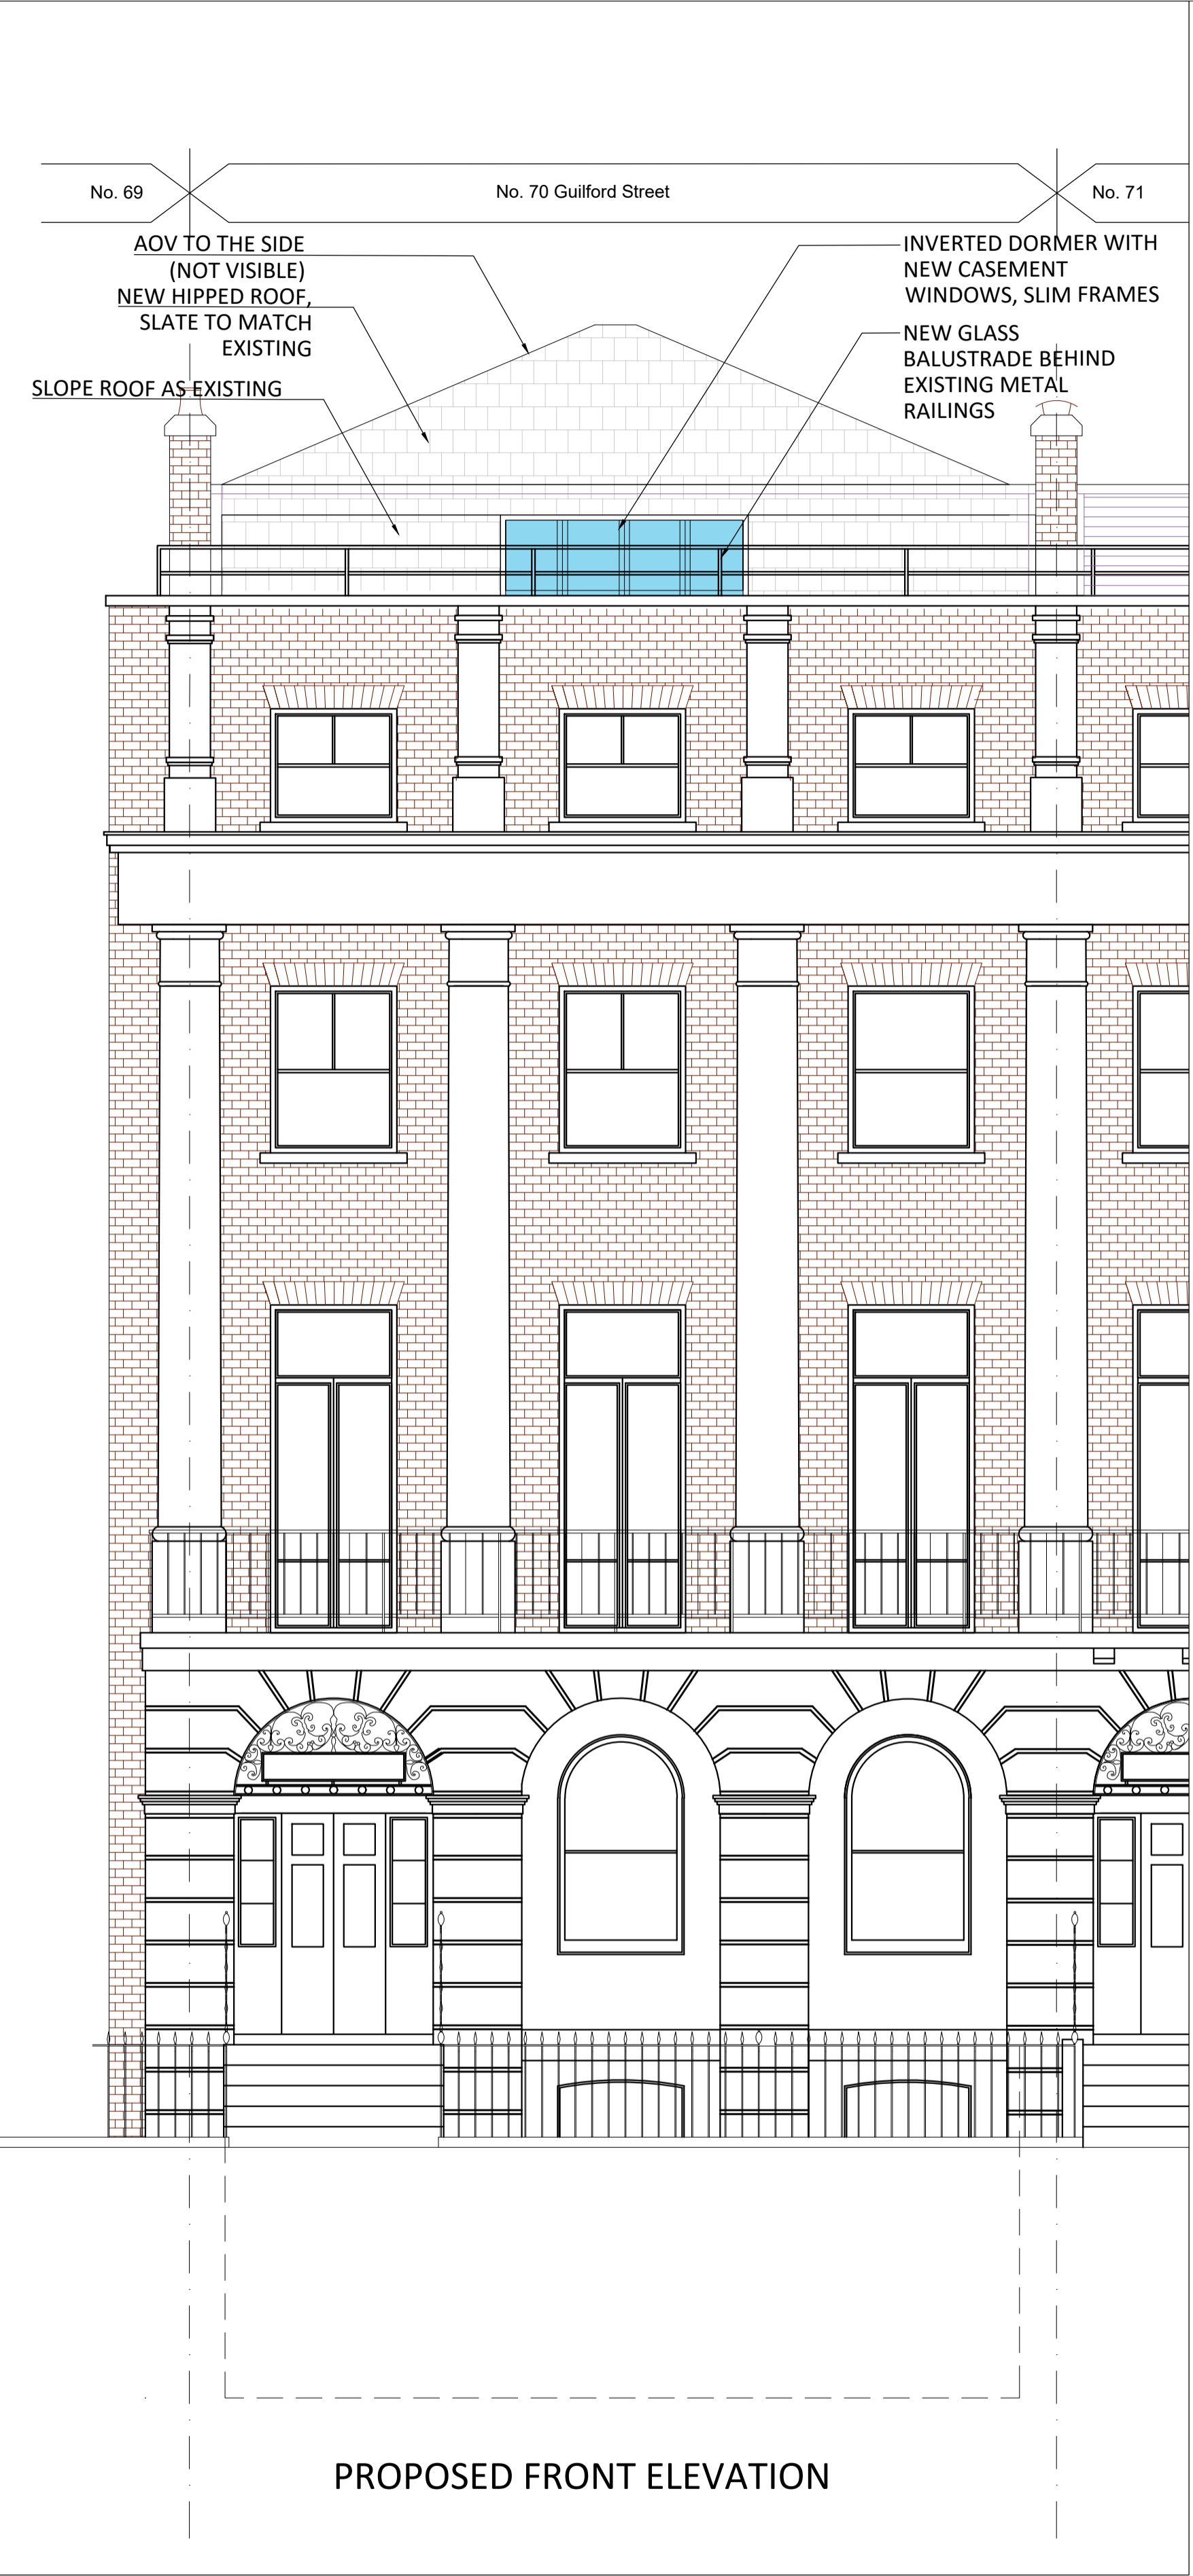 No. 69
No. 70 Guilford Street
No. 71
AOV TO THE SIDE
(NOT VISIBLE)
NEW HIPPED ROOF,
SLATE TO MATCH
EXISTING
SLOPE ROOF AS EXISTING
INVERTED DORMER WITH
NEW CASEMENT
WINDOWS, SLIM FRAMES
NEW GLASS
BALUSTRADE BEHIND
EXISTING METAL
RAILINGS
PROPOSED FRONT ELEVATION